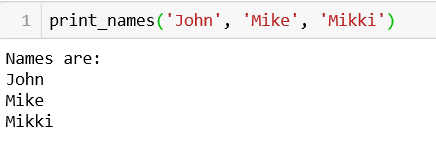 1 print_names('John', 'Mike', 'Mikki')
Names are:
John
Mike
Mikki